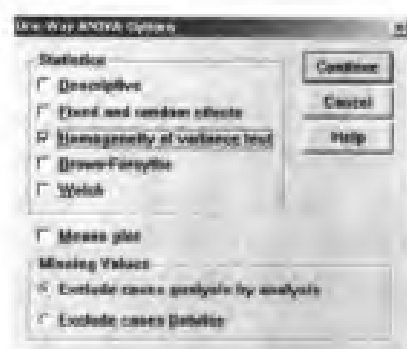 One-Way ANOVA Options
Statistics
Descriptive
Fixed and random effects
Homogeneity of variance test
Brown-Forsythe
Welch
Means plot
Missing Values
Exclude cases analysis by analysis
Exclude cases listwise
Continue
Cancel
Help